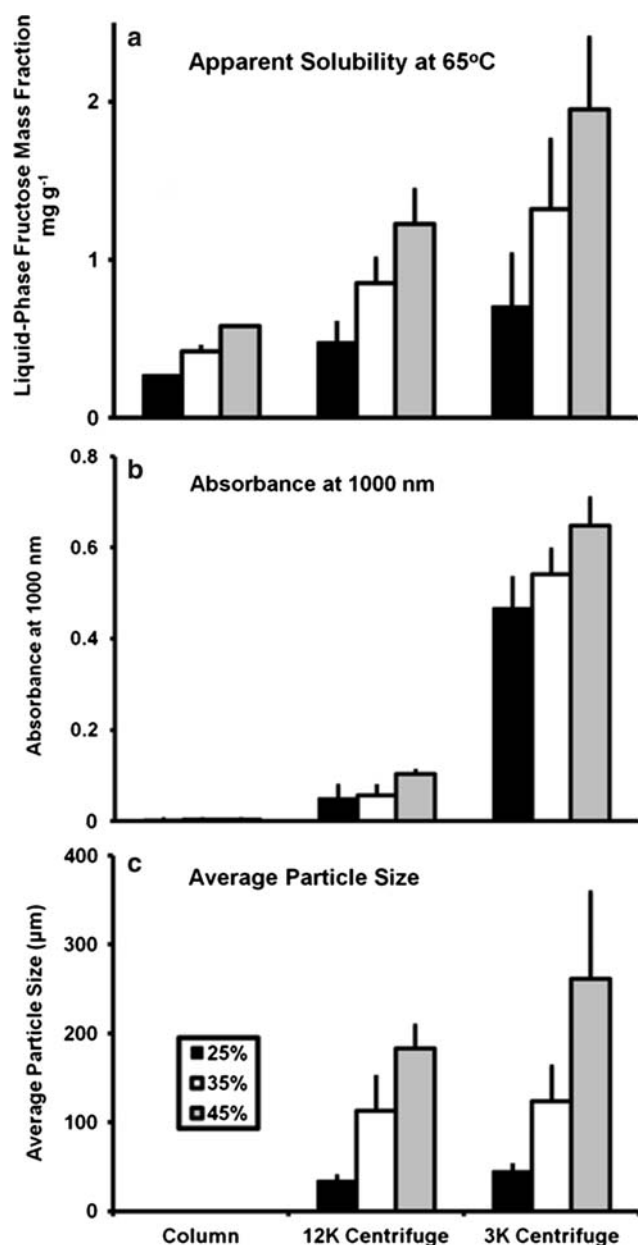 a
Apparent Solubility at 65ºC
Liquid-Phase Fructose Mass Fraction
mg g-1
2
1
0
b
Absorbance at 1000 nm
Absorbance at 1000 nm
0.8
0.6
0.4
0.2
0
c
Average Particle Size
Average Particle Size (µm)
400
300
200
100
0
25%
35%
45%
Column 12K Centrifuge 3K Centrifuge